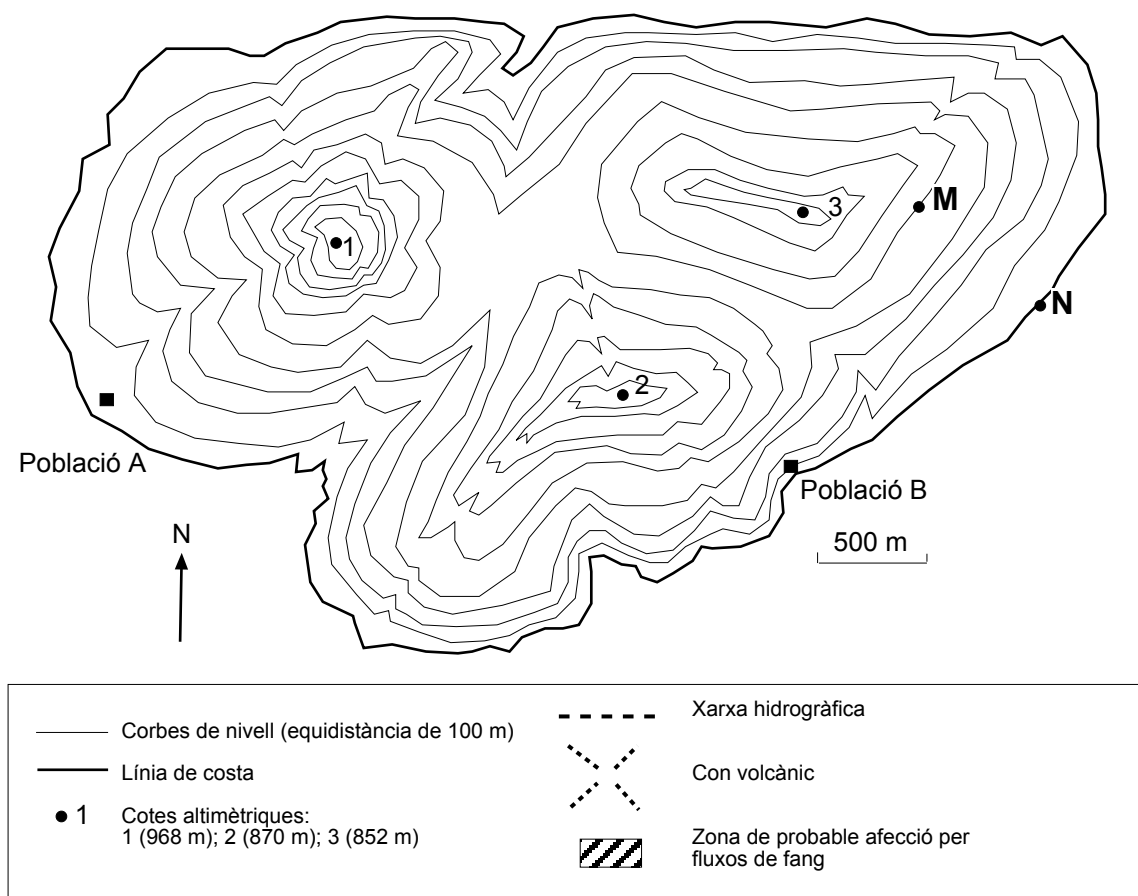 1
3
M
N
2
Població A
Població B
N
500 m
Corbes de nivell (equidistància de 100 m)
Línia de costa
1 Cotes altimètriques:
1 (968 m); 2 (870 m); 3 (852 m)
Xarxa hidrogràfica
Con volcànic
Zona de probable afecció per
fluxos de fang